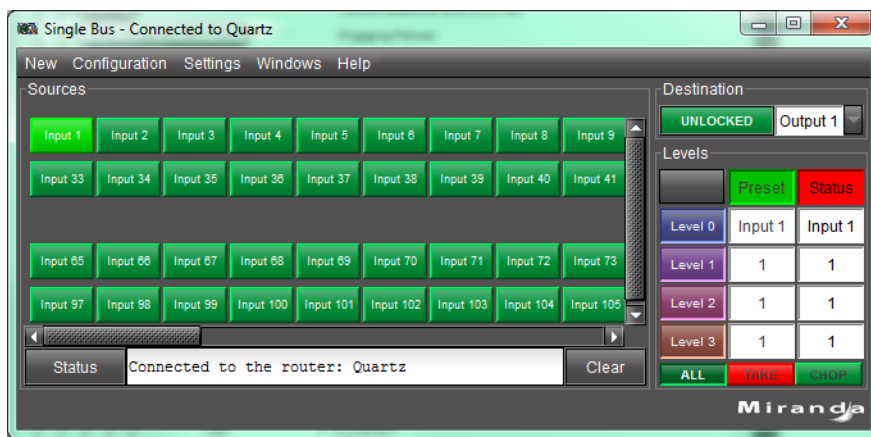 Single Bus - Connected to Quartz
New Configuration Settings Windows Help
Sources
Input 1 Input 2 Input 3 Input 4 Input 5 Input 6 Input 7 Input 8 Input 9
Input 33 Input 34 Input 35 Input 36 Input 37 Input 38 Input 39 Input 40 Input 41
Input 65 Input 66 Input 67 Input 68 Input 69 Input 70 Input 71 Input 72 Input 73
Input 97 Input 98 Input 99 Input 100 Input 101 Input 102 Input 103 Input 104 Input 105
Status Connected to the router: Quartz Clear
Destination
UNLOCKED Output 1
Levels
Preset Status
Level 0 Input 1 Input 1
Level 1 1 1
Level 2 1 1
Level 3 1 1
ALL TAKE CHOP
Miranda